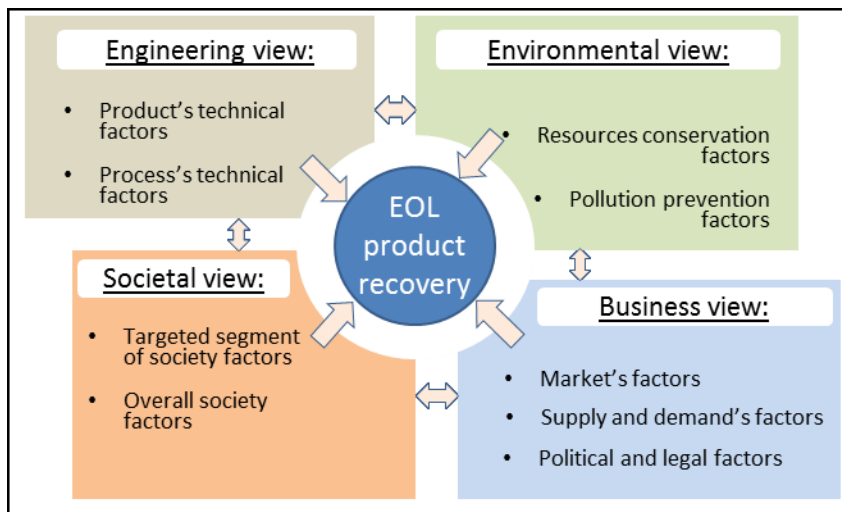 Engineering view:
• Product's technical
factors
• Process's technical
factors
Environmental view:
• Resources conservation
factors
• Pollution prevention
factors
EOL
product
recovery
Societal view:
• Targeted segment
of society factors
• Overall society
factors
Business view:
• Market's factors
• Supply and demand's factors
• Political and legal factors